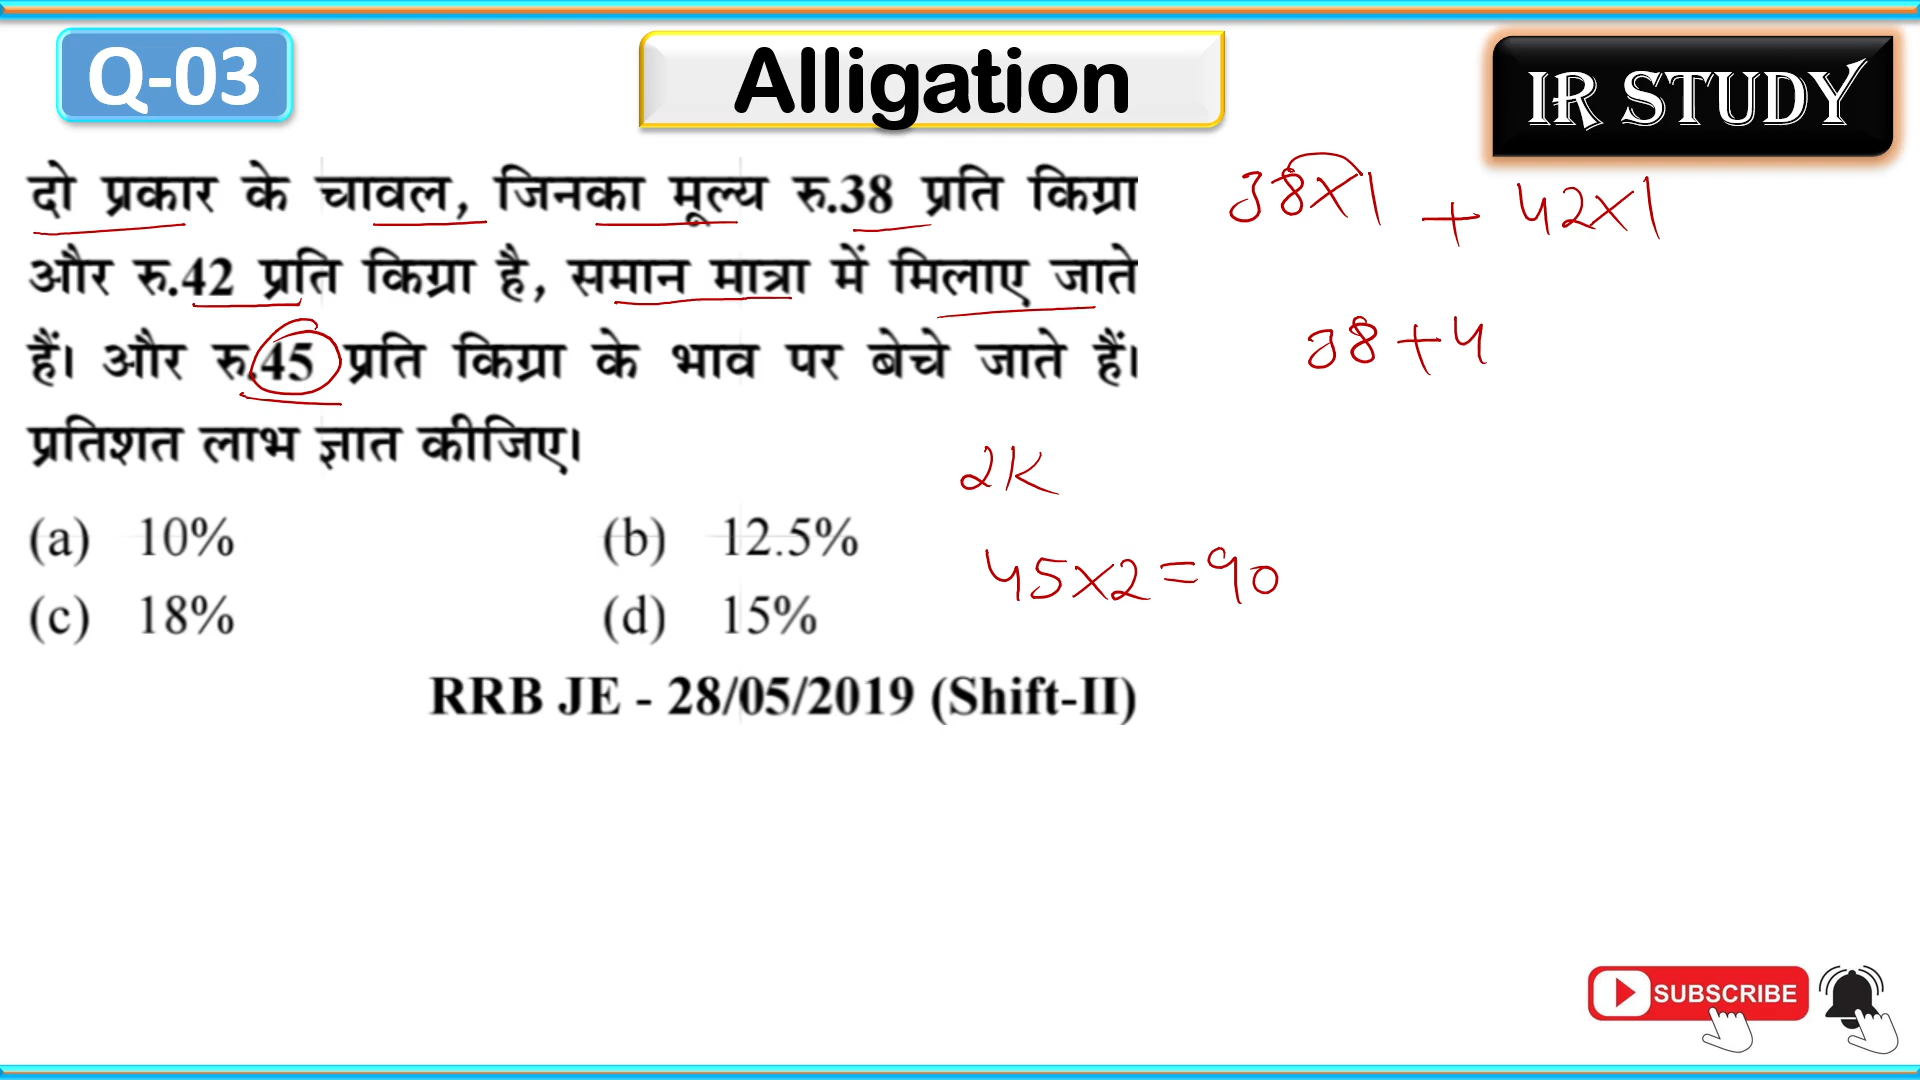 Q-03
Alligation
IR STUDY
दो प्रकार के चावल, जिनका मूल्य रु.38 प्रति किग्रा
और रु.42 प्रति किग्रा है, समान मात्रा में मिलाए जाते
हैं। और रु.45 प्रति किग्रा के भाव पर बेचे जाते हैं।
प्रतिशत लाभ ज्ञात कीजिए।
(a) 10% (b) 12.5%
(c) 18% (d) 15%
RRB JE - 28/05/2019 (Shift-II)
38×1 + 42×1
38+4
2K
45×2=90
SUBSCRIBE